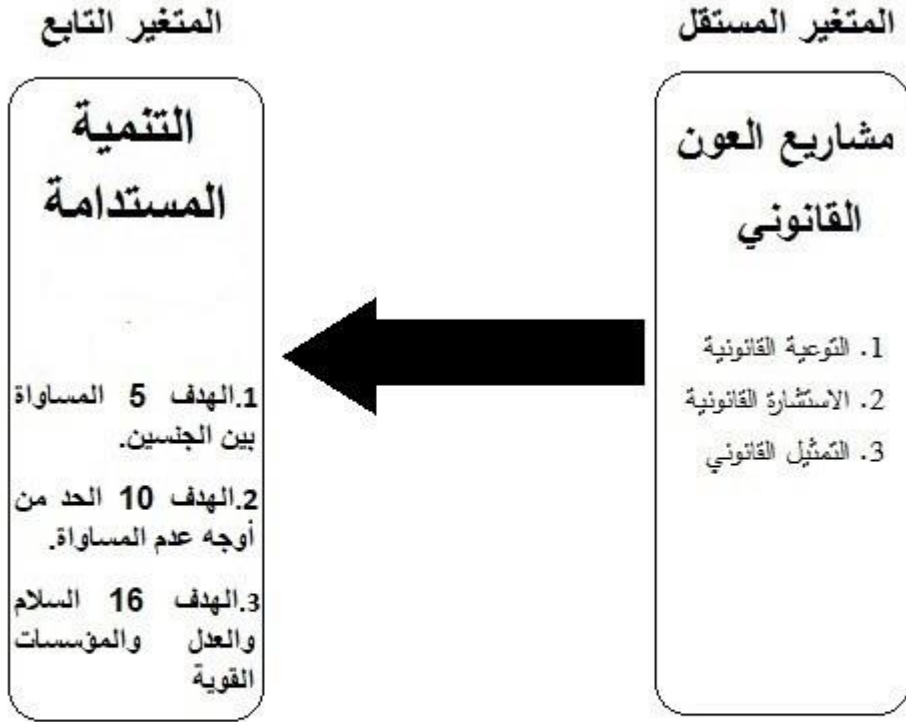 المتغير المستقل
مشاريع العون
القانوني
1. التوعية القانونية
2. الاستشارة القانونية
3. التمثيل القانوني
المتغير التابع
التنمية
المستدامة
1.الهدف 5 المساواة
بين الجنسين.
2.الهدف 10 الحد من
أوجه عدم المساواة.
3.الهدف 16 السلام
والعدل والمؤسسات
القوية